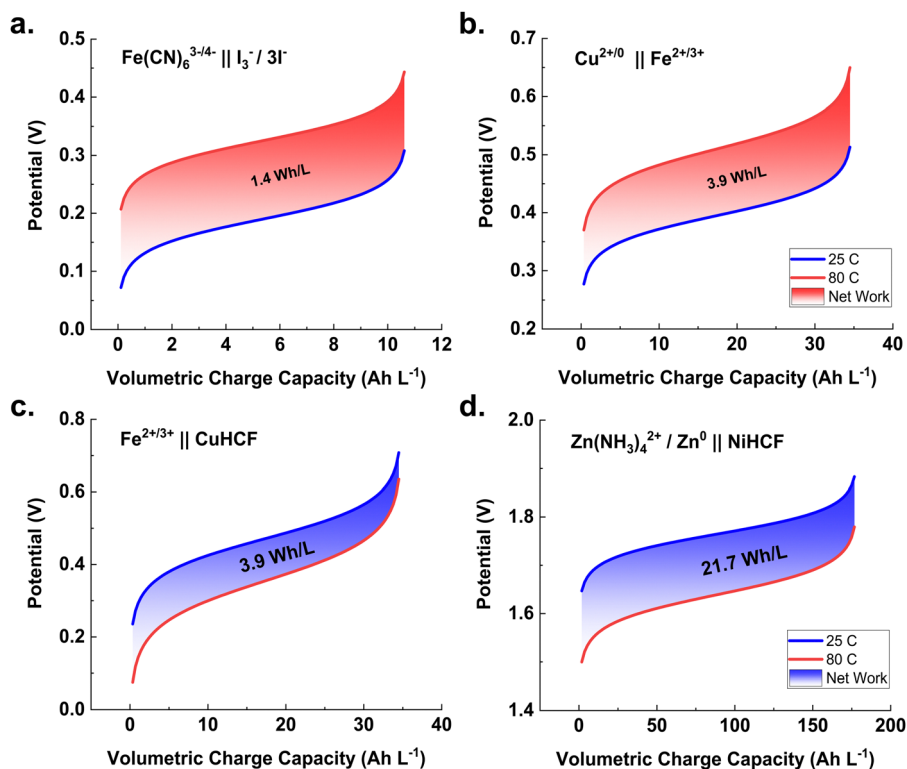 a.
Fe(CN)₆³⁻/⁴⁻ || I₃⁻ / 3I⁻
0.5
0.4
0.3
0.2
0.1
0.0
Potential (V)
1.4 Wh/L
0 2 4 6 8 10 12
Volumetric Charge Capacity (Ah L⁻¹)
b.
Cu²⁺/⁰ || Fe²⁺/³⁺
0.7
0.6
0.5
0.4
0.3
0.2
Potential (V)
3.9 Wh/L
25 C
80 C
Net Work
0 10 20 30 40
Volumetric Charge Capacity (Ah L⁻¹)
c.
Fe²⁺/³⁺ || CuHCF
0.8
0.6
0.4
0.2
0.0
Potential (V)
3.9 Wh/L
0 10 20 30 40
Volumetric Charge Capacity (Ah L⁻¹)
d.
Zn(NH₃)₄²⁺ / Zn⁰ || NiHCF
2.0
1.8
1.6
1.4
Potential (V)
21.7 Wh/L
25 C
80 C
Net Work
0 50 100 150 200
Volumetric Charge Capacity (Ah L⁻¹)